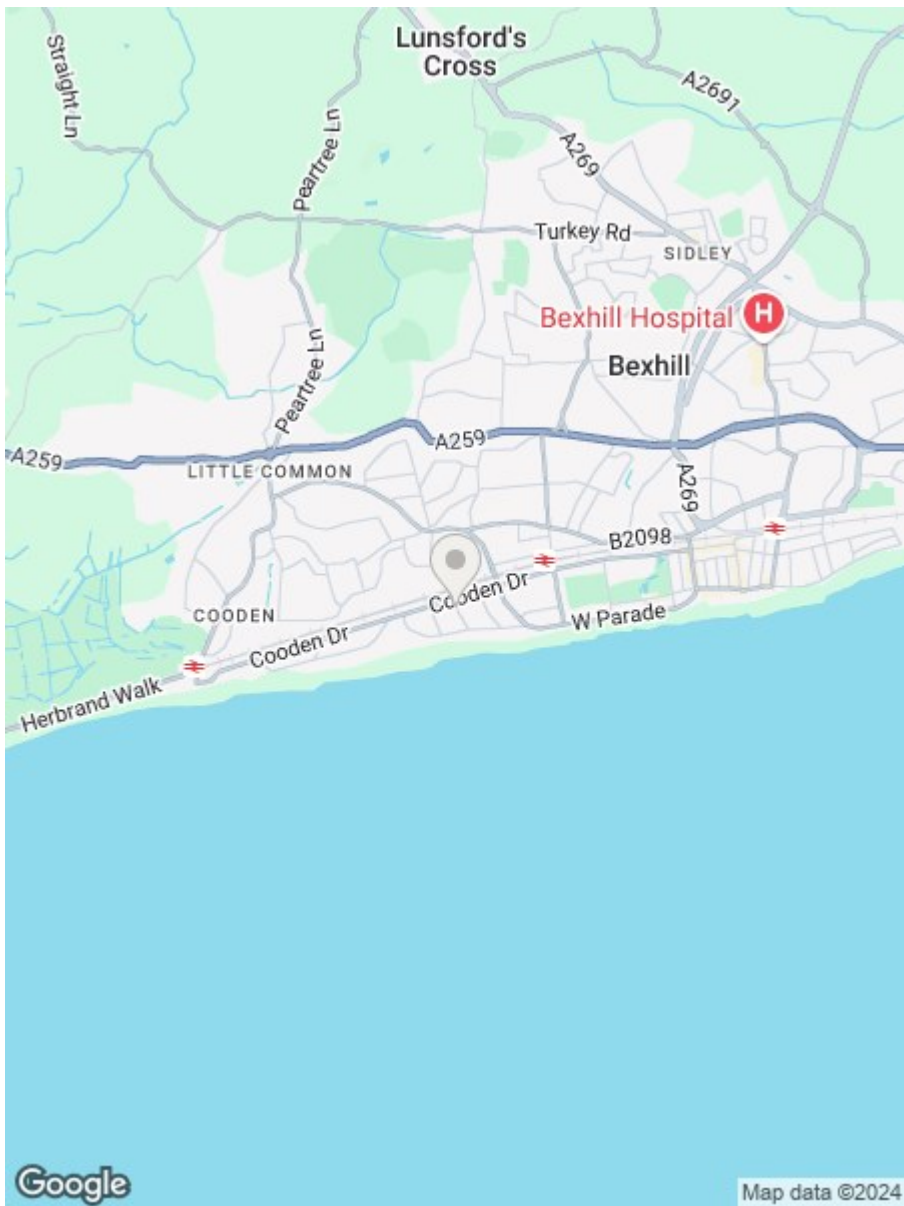 Lunsford's
Cross
Straight Ln
Peartree Ln
A2691
A269
Turkey Rd
SIDLEY
Bexhill Hospital
H
Bexhill
Peartree Ln
A259
A259
LITTLE COMMON
A269
B2098
Cooden Dr
COODEN
W Parade
Cooden Dr
Herbrand Walk
Google
Map data ©2024